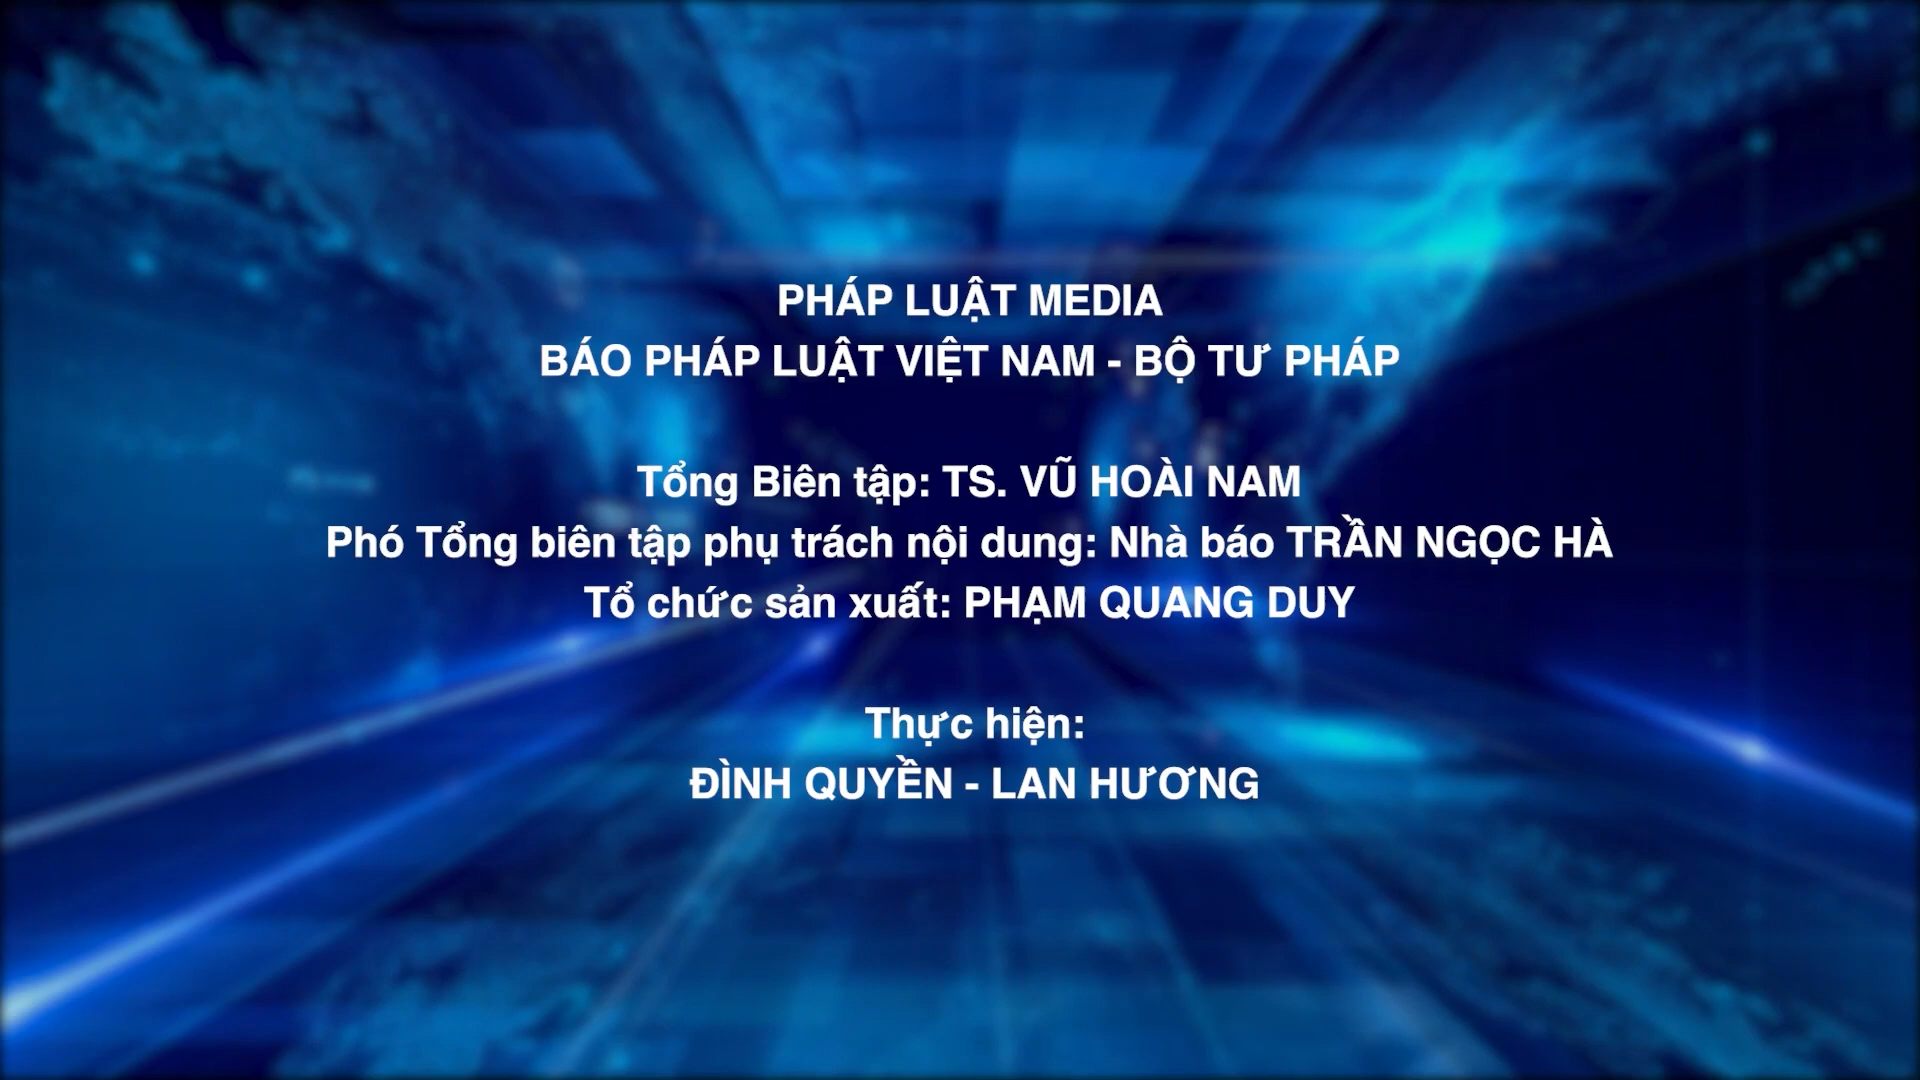 PHÁP LUẬT MEDIA
BÁO PHÁP LUẬT VIỆT NAM - BỘ TƯ PHÁP
Tổng Biên tập: TS. VŨ HOÀI NAM
Phó Tổng biên tập phụ trách nội dung: Nhà báo TRẦN NGỌC HÀ
Tổ chức sản xuất: PHẠM QUANG DUY
Thực hiện:
ĐÌNH QUYỀN - LAN HƯƠNG